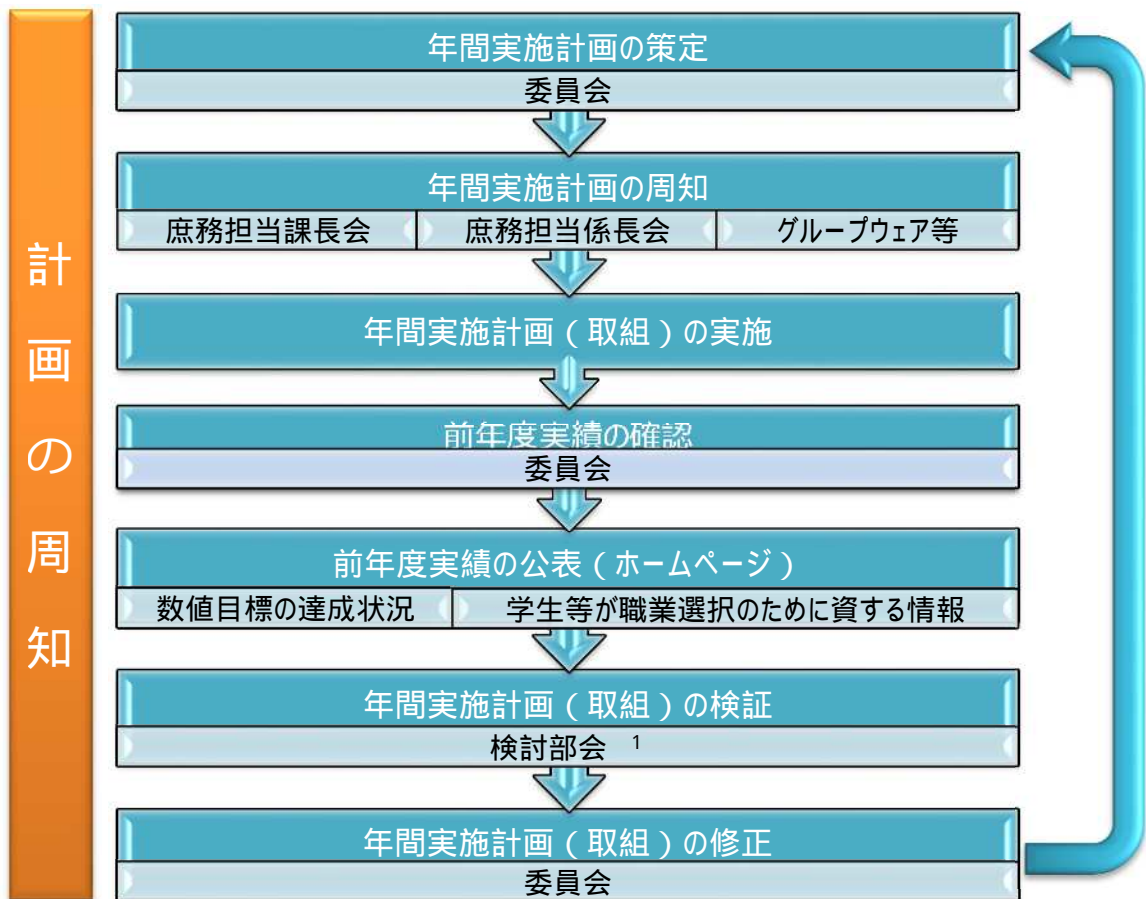 計画の周知
年間実施計画の策定
委員会
年間実施計画の周知
庶務担当課長会 庶務担当係長会 グループウェア等
年間実施計画（取組）の実施
前年度実績の確認
委員会
前年度実績の公表（ホームページ）
数値目標の達成状況 学生等が職業選択のために資する情報
年間実施計画（取組）の検証
検討部会 1
年間実施計画（取組）の修正
委員会